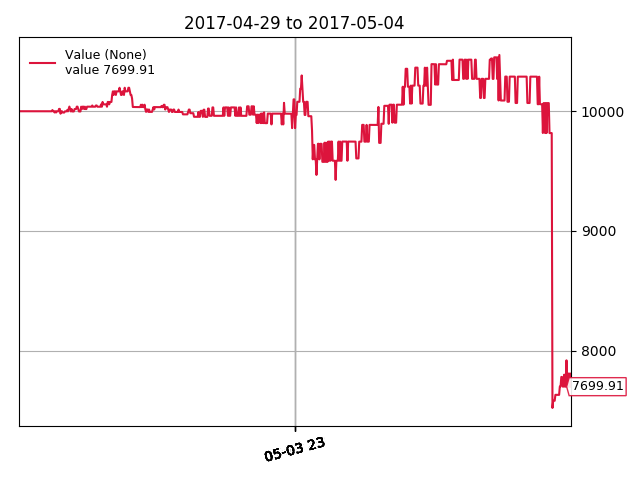 2017-04-29 to 2017-05-04
Value (None)
value 7699.91
10000
9000
8000
7699.91
05-03 23